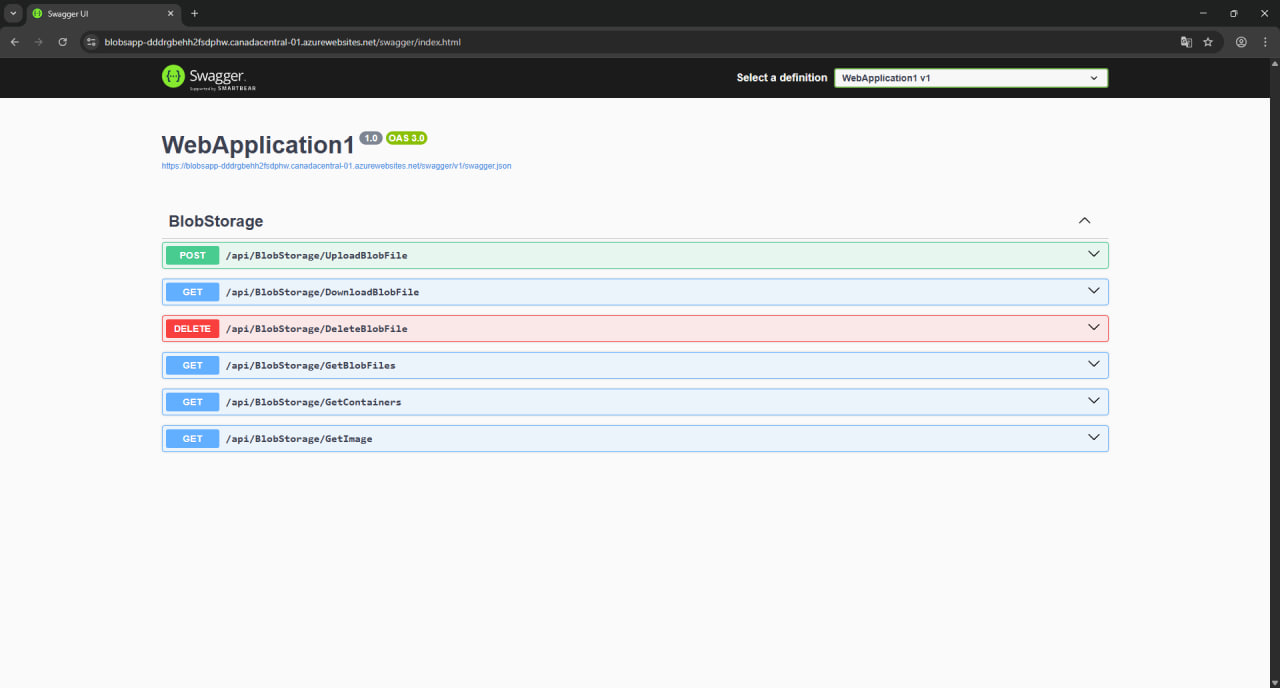 Swagger UI
blobsapp-dddrgbehh2fsdphw.canadacentral-01.azurewebsites.net/swagger/index.html
Swagger.
Supported by SMARTBEAR
Select a definition
WebApplication1 v1
WebApplication1 1.0 OAS 3.0
https://blobsapp-dddrgbehh2fsdphw.canadacentral-01.azurewebsites.net/swagger/v1/swagger.json
BlobStorage
POST /api/BlobStorage/UploadBlobFile
GET /api/BlobStorage/DownloadBlobFile
DELETE /api/BlobStorage/DeleteBlobFile
GET /api/BlobStorage/GetBlobFiles
GET /api/BlobStorage/GetContainers
GET /api/BlobStorage/GetImage